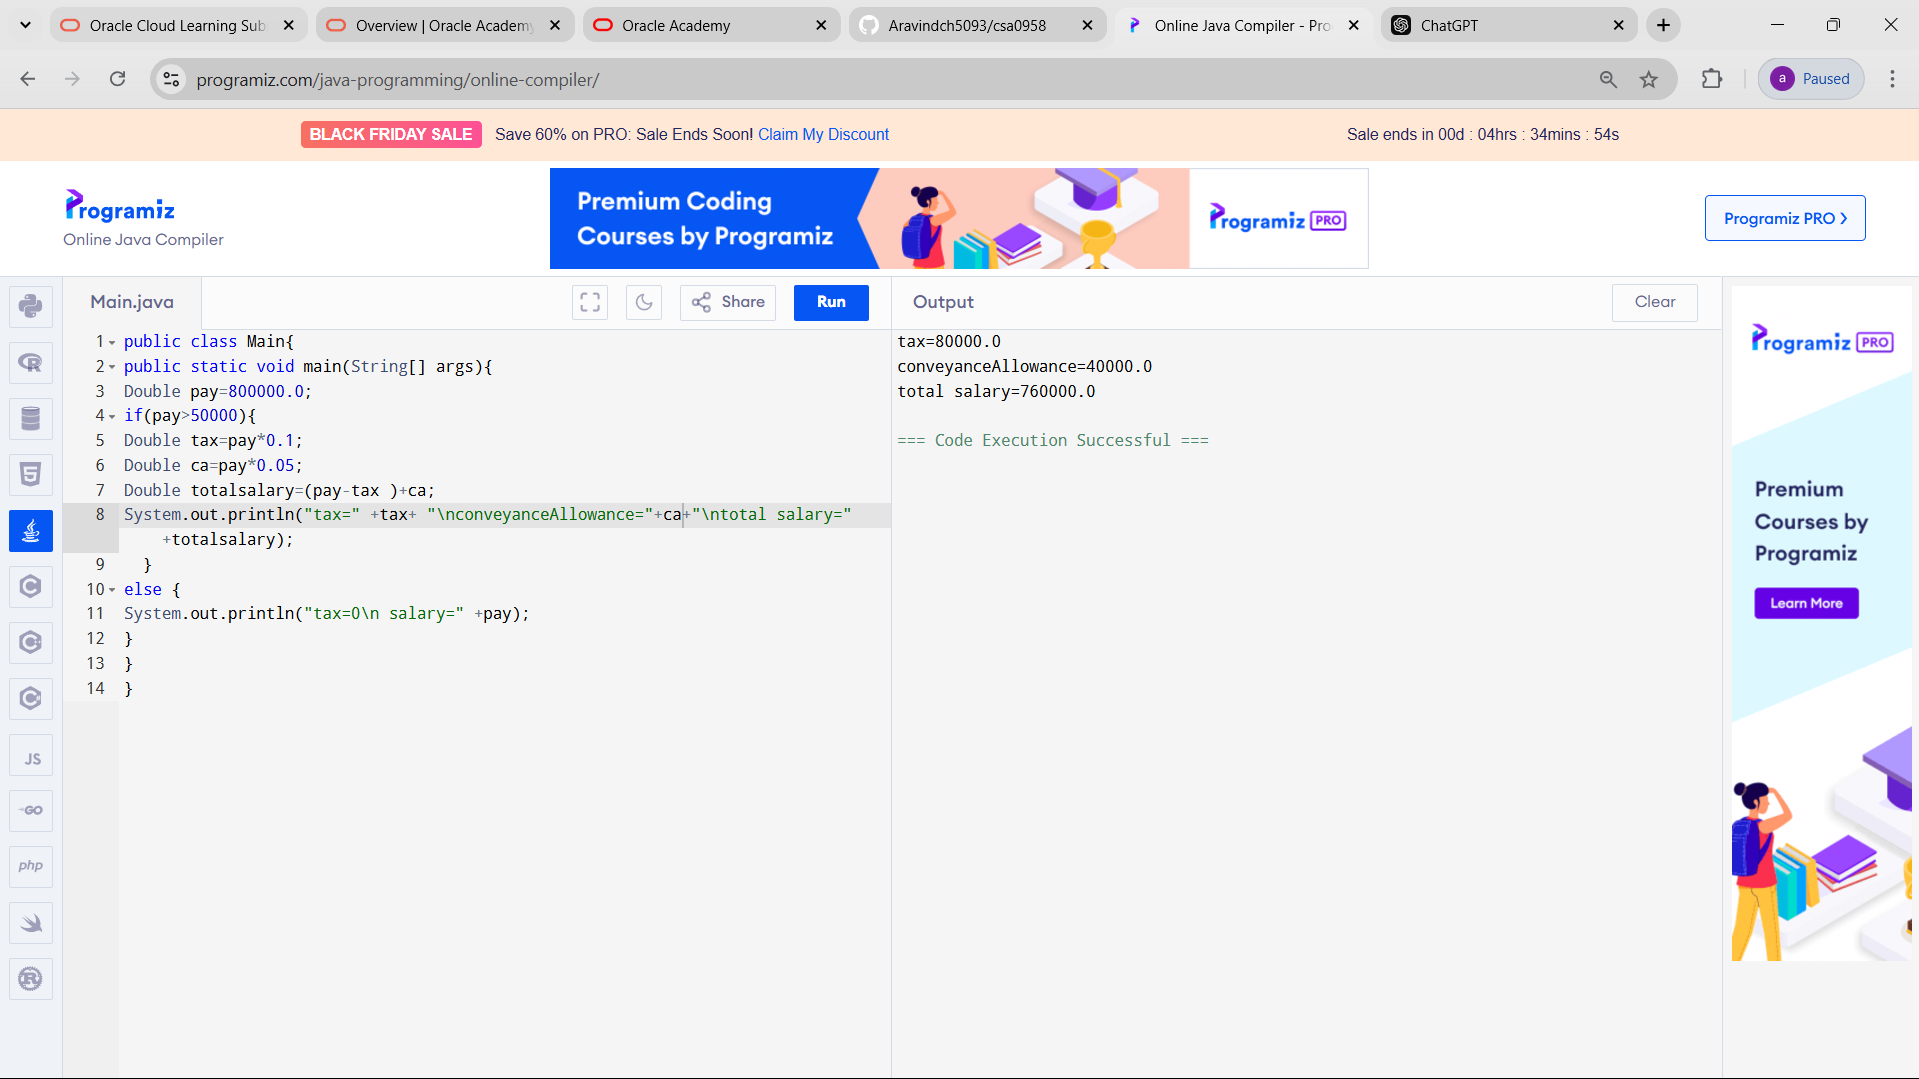 Oracle Cloud Learning Sub
Overview | Oracle Academy
Oracle Academy
Aravindch5093/csa0958
Online Java Compiler - Pro
ChatGPT
programiz.com/java-programming/online-compiler/
a Paused
BLACK FRIDAY SALE Save 60% on PRO: Sale Ends Soon! Claim My Discount
Sale ends in 00d : 04hrs : 34mins : 54s
Programiz
Online Java Compiler
Premium Coding
Courses by Programiz
Programiz PRO
Programiz PRO >
Main.java
Share
Run
Output
Clear
1 public class Main{
2 public static void main(String[] args){
3 Double pay=800000.0;
4 if(pay>50000){
5 Double tax=pay*0.1;
6 Double ca=pay*0.05;
7 Double totalsalary=(pay-tax )+ca;
8 System.out.println("tax=" +tax+ "\nconveyanceAllowance="+ca+"\ntotal salary="
+totalsalary);
9 }
10 else {
11 System.out.println("tax=0\n salary=" +pay);
12 }
13 }
14 }
tax=80000.0
conveyanceAllowance=40000.0
total salary=760000.0
=== Code Execution Successful ===
Programiz PRO
Premium
Courses by
Programiz
Learn More
R
5
C
C
C
JS
GO
php
R